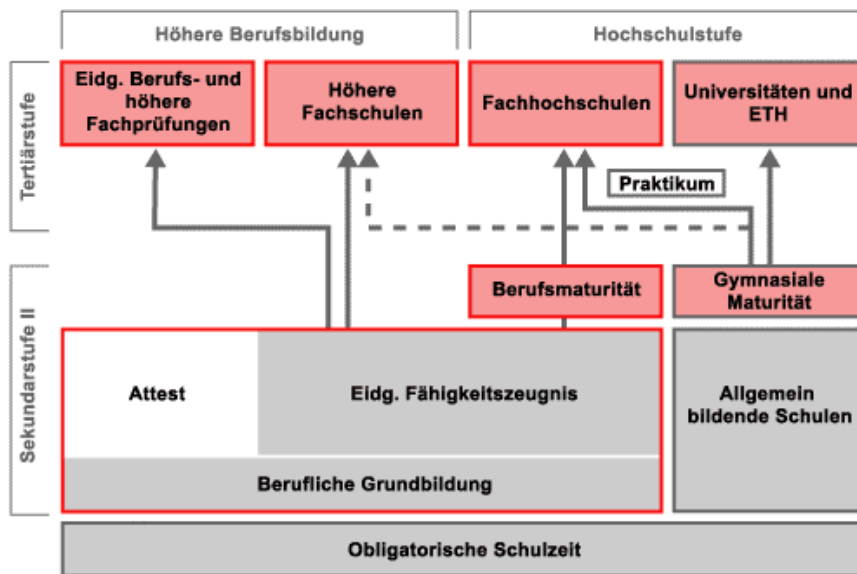 Höhere Berufsbildung
Hochschulstufe
Tertiärstufe
Eidg. Berufs- und
höhere
Fachprüfungen
Höhere
Fachschulen
Fachhochschulen
Universitäten und
ETH
Praktikum
Sekundarstufe II
Berufsmaturität
Gymnasiale
Maturität
Attest
Eidg. Fähigkeitszeugnis
Allgemein
bildende Schulen
Berufliche Grundbildung
Obligatorische Schulzeit